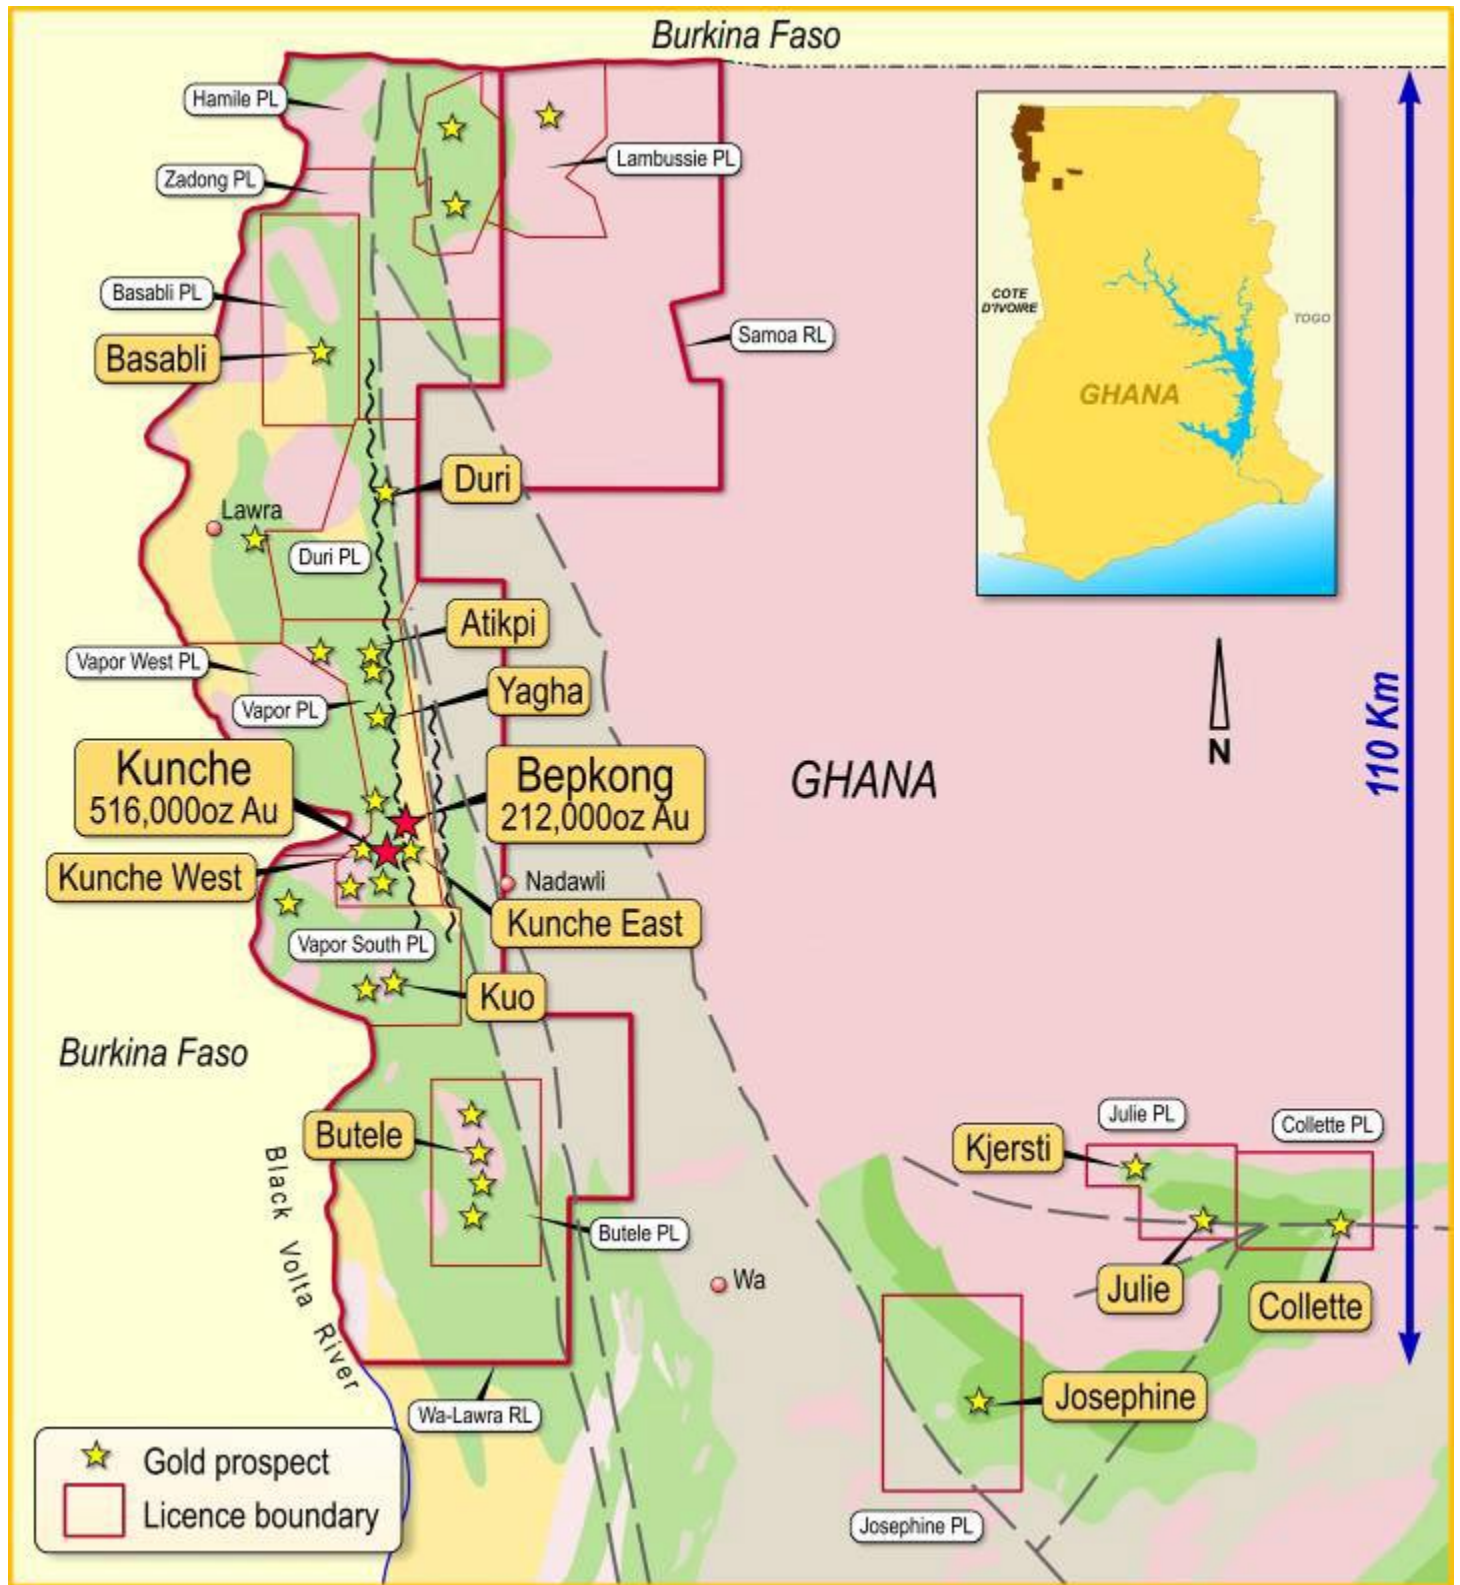 Burkina Faso
Hamile PL
Lambussie PL
Zadong PL
Basabli PL
COTE
D'IVOIRE
TOGO
Samoa RL
Basabli
GHANA
Duri
Lawra
Duri PL
Atikpi
Vapor West PL
Yagha
Vapor PL
110 Km
N
Kunche
516,000oz Au
Bepkong
212,000oz Au
GHANA
Kunche West
Nadawli
Kunche East
Vapor South PL
Kuo
Burkina Faso
Julie PL
Collette PL
Butele
Kjersti
Black Volta River
Butele PL
Wa
Julie
Collette
Josephine
Wa-Lawra RL
Gold prospect
Licence boundary
Josephine PL